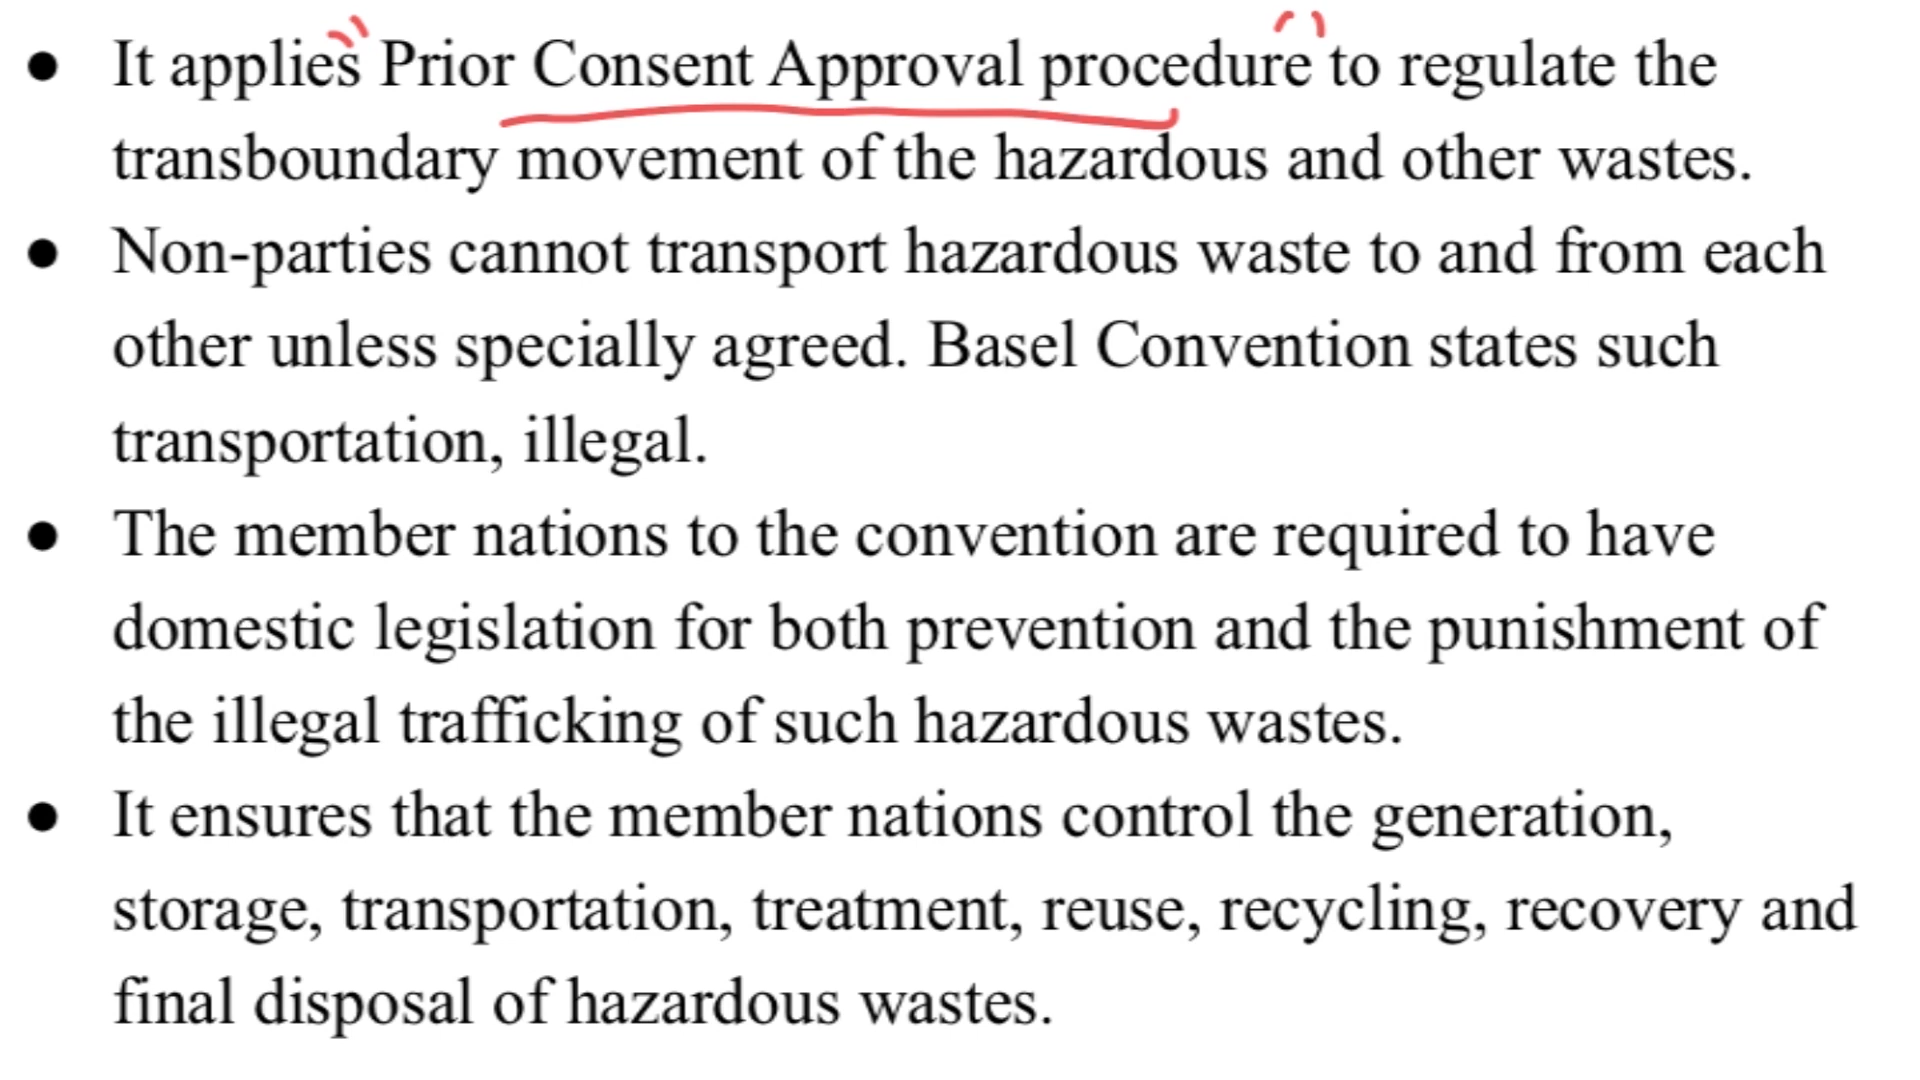 ● It applies Prior Consent Approval procedure to regulate the
transboundary movement of the hazardous and other wastes.
● Non-parties cannot transport hazardous waste to and from each
other unless specially agreed. Basel Convention states such
transportation, illegal.
● The member nations to the convention are required to have
domestic legislation for both prevention and the punishment of
the illegal trafficking of such hazardous wastes.
● It ensures that the member nations control the generation,
storage, transportation, treatment, reuse, recycling, recovery and
final disposal of hazardous wastes.